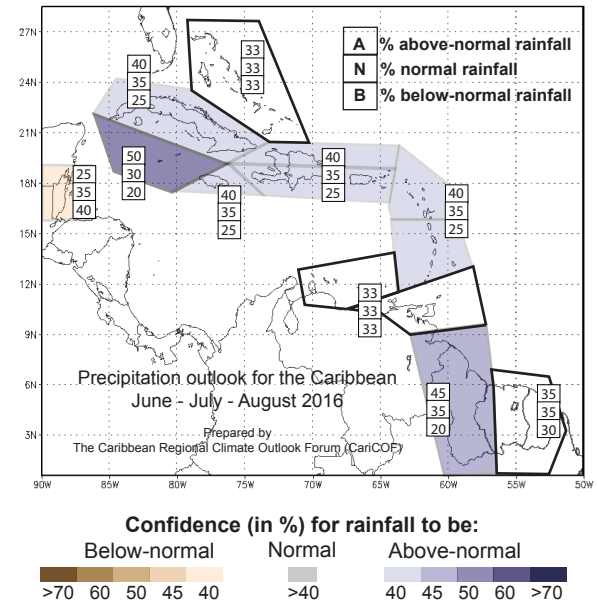 27N
24N
21N
18N
15N
12N
9N
6N
3N
A % above-normal rainfall
N % normal rainfall
B % below-normal rainfall
33
33
33
40
35
25
50
30
20
25
35
40
40
35
25
40
35
25
40
35
25
33
33
33
45
35
20
35
35
30
Precipitation outlook for the Caribbean
June - July - August 2016
Prepared by
The Caribbean Regional Climate Outlook Forum (CariCOF)
90W 85W 80W 75W 70W 65W 60W 55W 50W
Confidence (in %) for rainfall to be:
Below-normal Normal Above-normal
>70 60 50 45 40 >40 40 45 50 60 >70